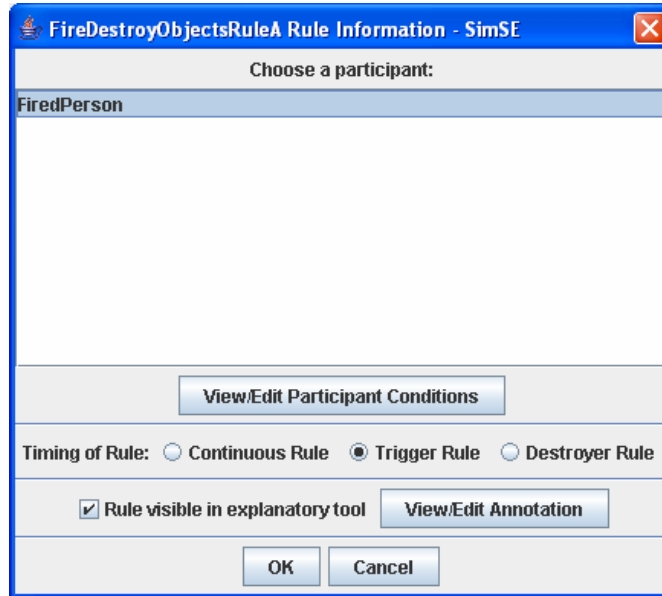 FireDestroyObjectsRuleA Rule Information - SimSE
Choose a participant:
FiredPerson
View/Edit Participant Conditions
Timing of Rule: Continuous Rule Trigger Rule Destroyer Rule
Rule visible in explanatory tool View/Edit Annotation
OK Cancel